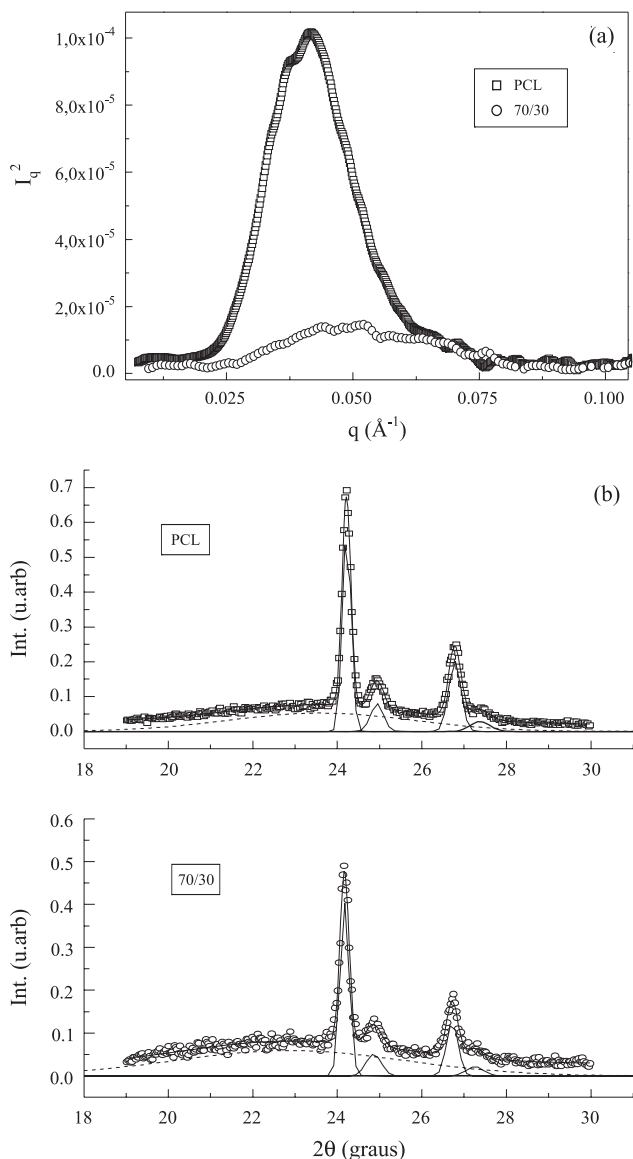 (a)
1,0x10⁻⁴
8,0x10⁻⁵
6,0x10⁻⁵
4,0x10⁻⁵
2,0x10⁻⁵
0.0
I_q²
PCL
70/30
0.025 0.050 0.075 0.100
q (Å⁻¹)
(b)
0.7
0.6
0.5
0.4
0.3
0.2
0.1
0.0
Int. (u.arb)
PCL
18 20 22 24 26 28 30
0.6
0.5
0.4
0.3
0.2
0.1
0.0
Int. (u.arb)
70/30
18 20 22 24 26 28 30
2θ (graus)